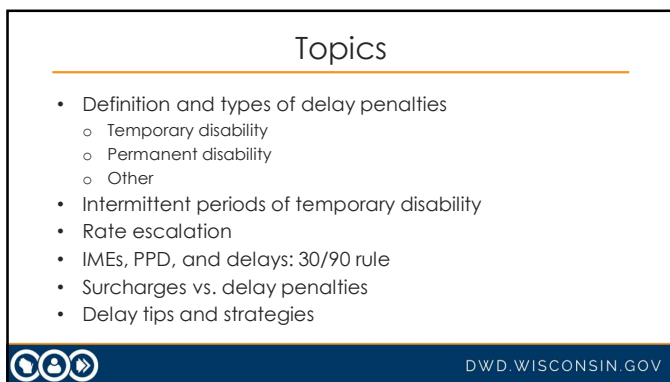 Topics
• Definition and types of delay penalties
o Temporary disability
o Permanent disability
o Other
• Intermittent periods of temporary disability
• Rate escalation
• IMEs, PPD, and delays: 30/90 rule
• Surcharges vs. delay penalties
• Delay tips and strategies
DWD.WISCONSIN.GOV